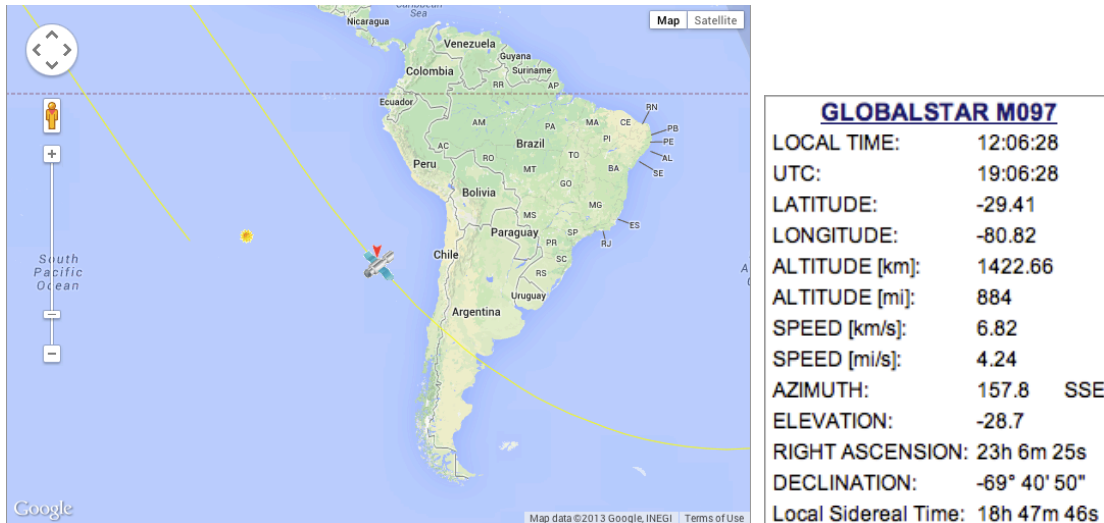 Caribbean
Sea
Nicaragua
Map Satellite
Venezuela
Guyana
Colombia
Suriname
RR
AP
Ecuador
AM
PA
MA
CE
RN
PB
PE
AL
SE
PI
AC
Brazil
TO
RO
Peru
MT
BA
GO
Bolivia
MG
MS
ES
Paraguay
SP
RJ
PR
SC
Chile
RS
Uruguay
Argentina
South
Pacific
Ocean
A
Google
Map data ©2013 Google, INEGI Terms of Use
GLOBALSTAR M097
LOCAL TIME: 12:06:28
UTC: 19:06:28
LATITUDE: -29.41
LONGITUDE: -80.82
ALTITUDE [km]: 1422.66
ALTITUDE [mi]: 884
SPEED [km/s]: 6.82
SPEED [mi/s]: 4.24
AZIMUTH: 157.8 SSE
ELEVATION: -28.7
RIGHT ASCENSION: 23h 6m 25s
DECLINATION: -69° 40' 50"
Local Sidereal Time: 18h 47m 46s